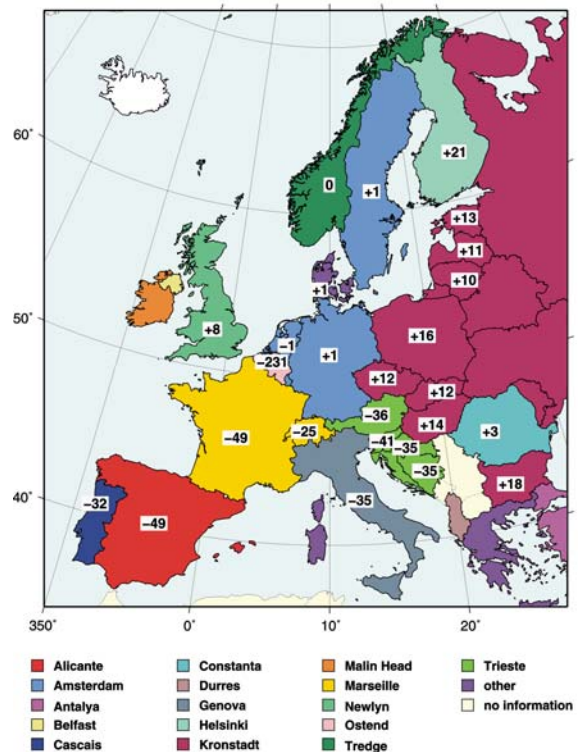 60˚
50˚
40˚
350˚
0˚
10˚
20˚
0
+1
+21
+13
+11
+10
+1
+8
−1
−231
+1
+16
+12
+12
−36
+14
−49
−25
−41
−35
−35
+3
+18
−35
−32
−49
Alicante
Amsterdam
Antalya
Belfast
Cascais
Constanta
Durres
Genova
Helsinki
Kronstadt
Malin Head
Marseille
Newlyn
Ostend
Tredge
Trieste
other
no information